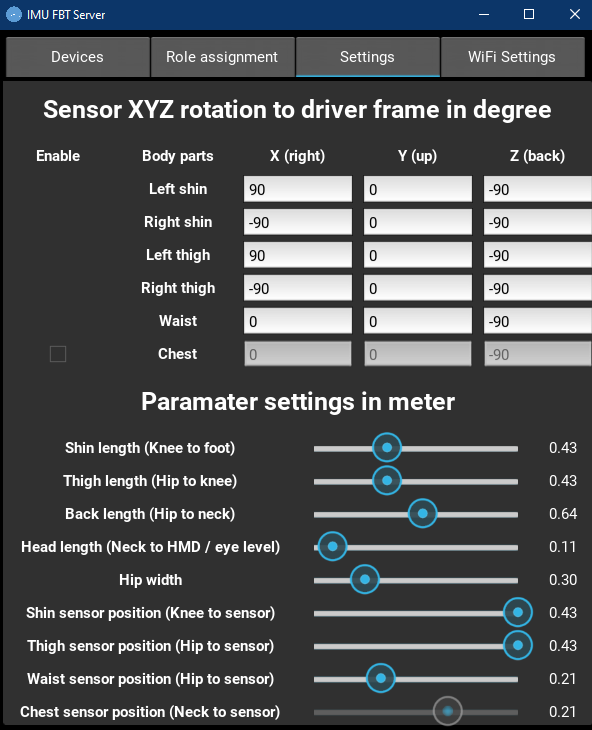 IMU FBT Server
Devices Role assignment Settings WiFi Settings
Sensor XYZ rotation to driver frame in degree
Enable Body parts X (right) Y (up) Z (back)
Left shin 90 0 -90
Right shin -90 0 -90
Left thigh 90 0 -90
Right thigh -90 0 -90
Waist 0 0 -90
Chest 0 0 -90
Paramater settings in meter
Shin length (Knee to foot) 0.43
Thigh length (Hip to knee) 0.43
Back length (Hip to neck) 0.64
Head length (Neck to HMD / eye level) 0.11
Hip width 0.30
Shin sensor position (Knee to sensor) 0.43
Thigh sensor position (Hip to sensor) 0.43
Waist sensor position (Hip to sensor) 0.21
Chest sensor position (Neck to sensor) 0.21